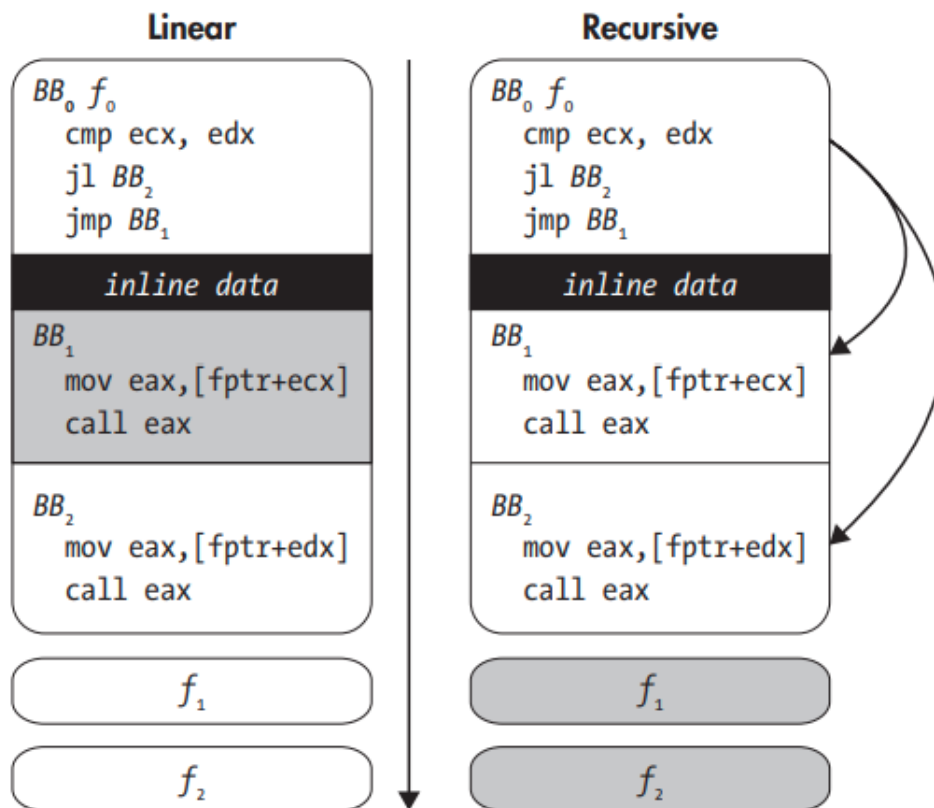 Linear
BB₀ f₀
cmp ecx, edx
jl BB₂
jmp BB₁
inline data
BB₁
mov eax,[fptr+ecx]
call eax
BB₂
mov eax,[fptr+edx]
call eax
f₁
f₂
Recursive
BB₀ f₀
cmp ecx, edx
jl BB₂
jmp BB₁
inline data
BB₁
mov eax,[fptr+ecx]
call eax
BB₂
mov eax,[fptr+edx]
call eax
f₁
f₂